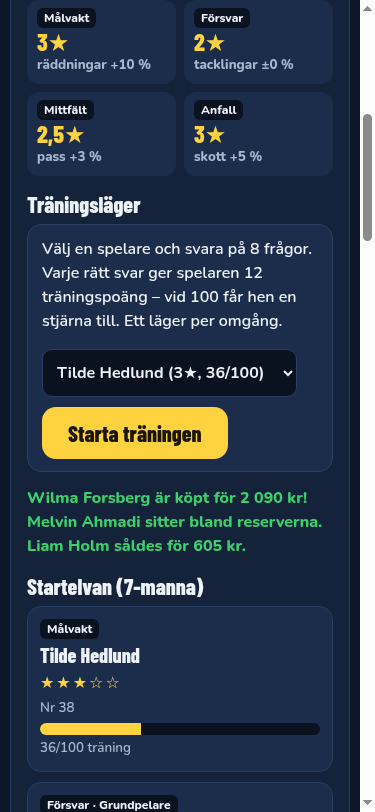 Målvakt
3★
räddningar +10 %
Försvar
2★
tacklingar ±0 %
Mittfält
2,5★
pass +3 %
Anfall
3★
skott +5 %
Träningsläger
Välj en spelare och svara på 8 frågor.
Varje rätt svar ger spelaren 12
träningspoäng – vid 100 får hen en
stjärna till. Ett läger per omgång.
Tilde Hedlund (3★, 36/100)
Starta träningen
Wilma Forsberg är köpt för 2 090 kr!
Melvin Ahmadi sitter bland reserverna.
Liam Holm såldes för 605 kr.
Startelvan (7-manna)
Målvakt
Tilde Hedlund
★★★☆☆
Nr 38
36/100 träning
Försvar · Grundpelare